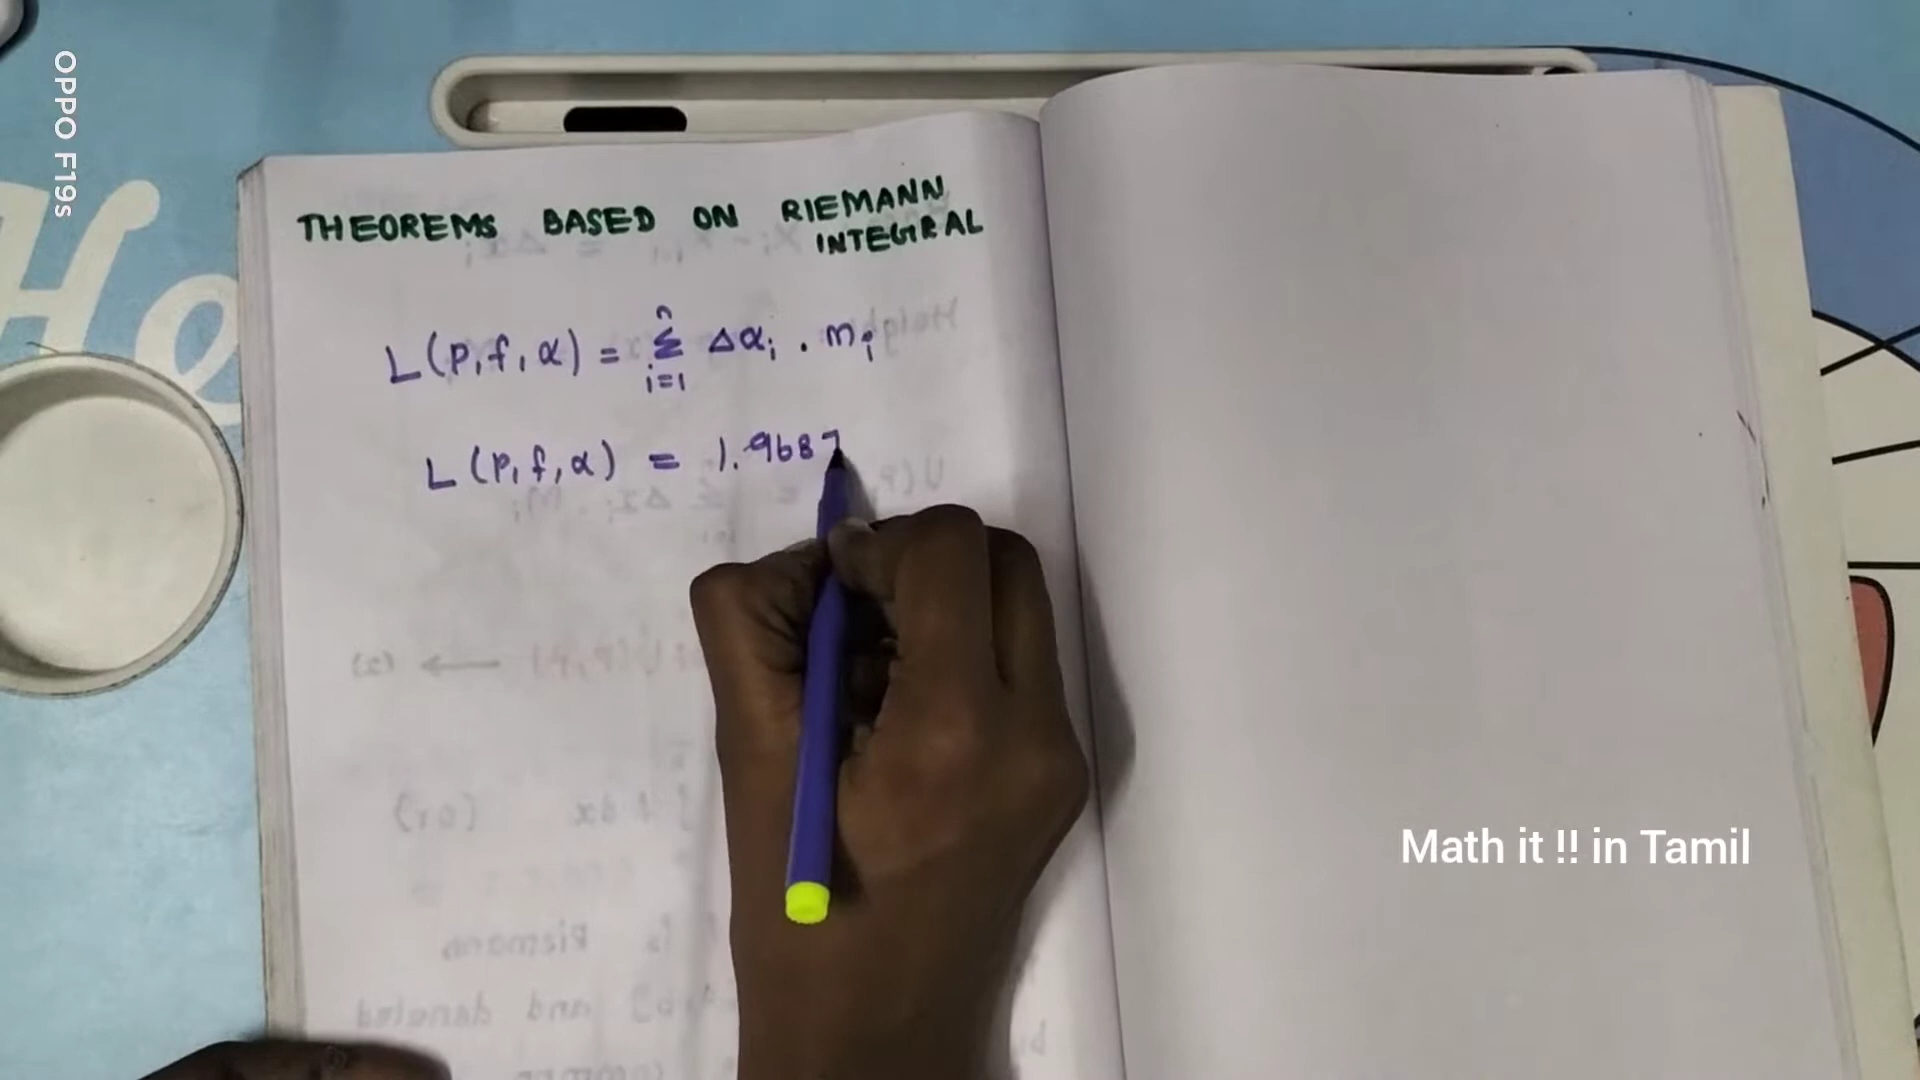 OPPO F19s
THEOREMS BASED ON RIEMANN
INTEGRAL
L(P,f,α) = Σ_{i=1}^{n} Δα_i . m_i
L(P,f,α) = 1.9687
Math it !! in Tamil